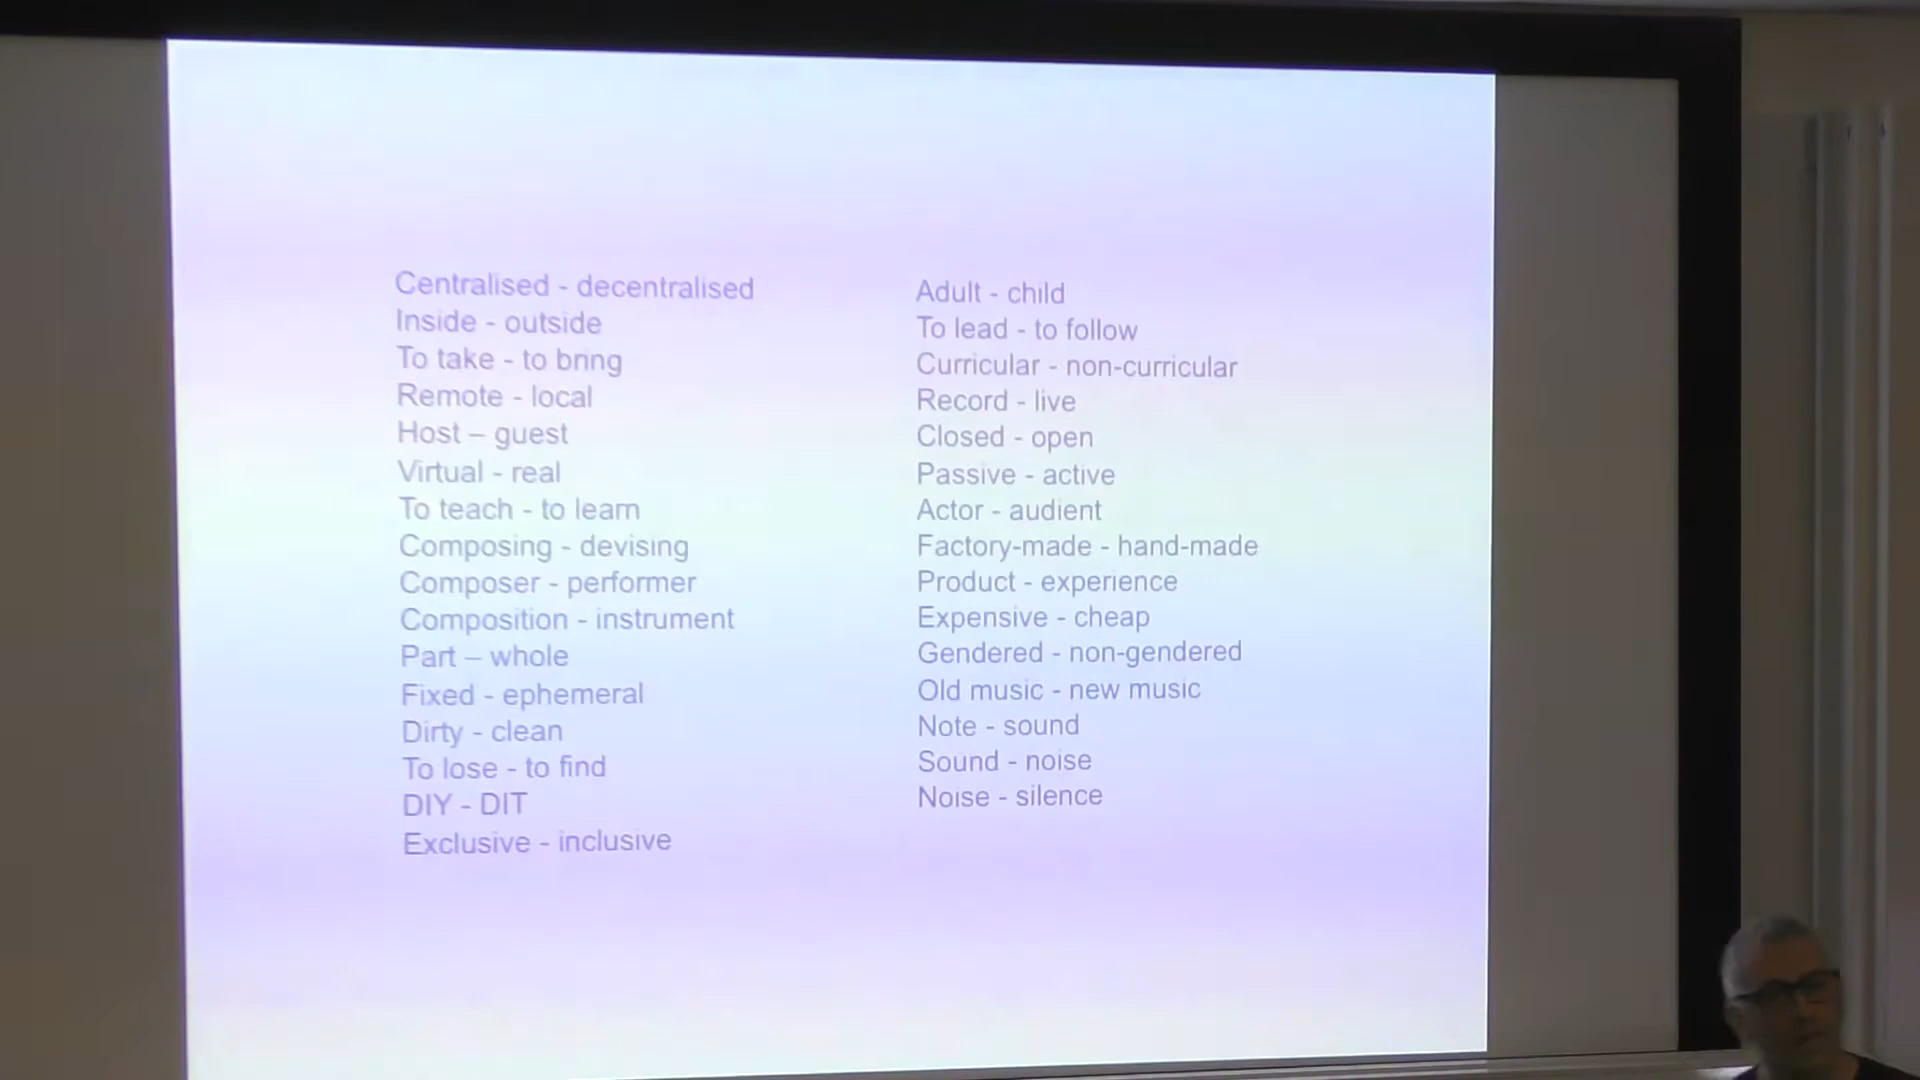 Centralised - decentralised
Inside - outside
To take - to bring
Remote - local
Host – guest
Virtual - real
To teach - to learn
Composing - devising
Composer - performer
Composition - instrument
Part – whole
Fixed - ephemeral
Dirty - clean
To lose - to find
DIY - DIT
Exclusive - inclusive
Adult - child
To lead - to follow
Curricular - non-curricular
Record - live
Closed - open
Passive - active
Actor - audient
Factory-made - hand-made
Product - experience
Expensive - cheap
Gendered - non-gendered
Old music - new music
Note - sound
Sound - noise
Noise - silence